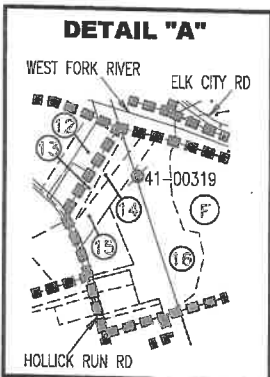 DETAIL "A"
WEST FORK RIVER
ELK CITY RD
12
13
41-00319
14
F
15
16
HOLLICK RUN RD